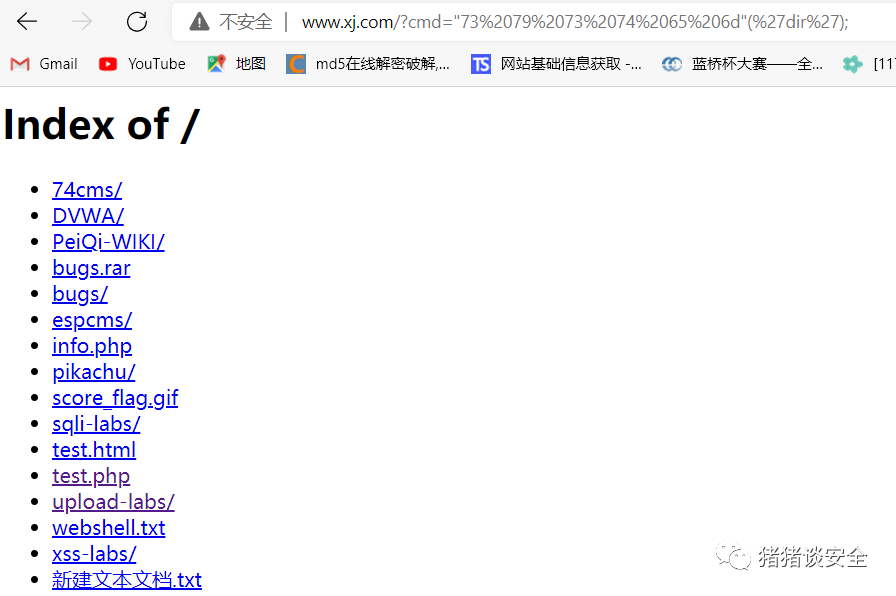 不安全 | www.xj.com/?cmd="73%2079%2073%2074%2065%206d"(%27dir%27);
Gmail YouTube 地图 md5在线解密破解,... TS 网站基础信息获取 -... 蓝桥杯大赛——全... [11
Index of /
74cms/
DVWA/
PeiQi-WIKI/
bugs.rar
bugs/
espcms/
info.php
pikachu/
score_flag.gif
sqli-labs/
test.html
test.php
upload-labs/
webshell.txt
xss-labs/
新建文本文档.txt
猪猪谈安全